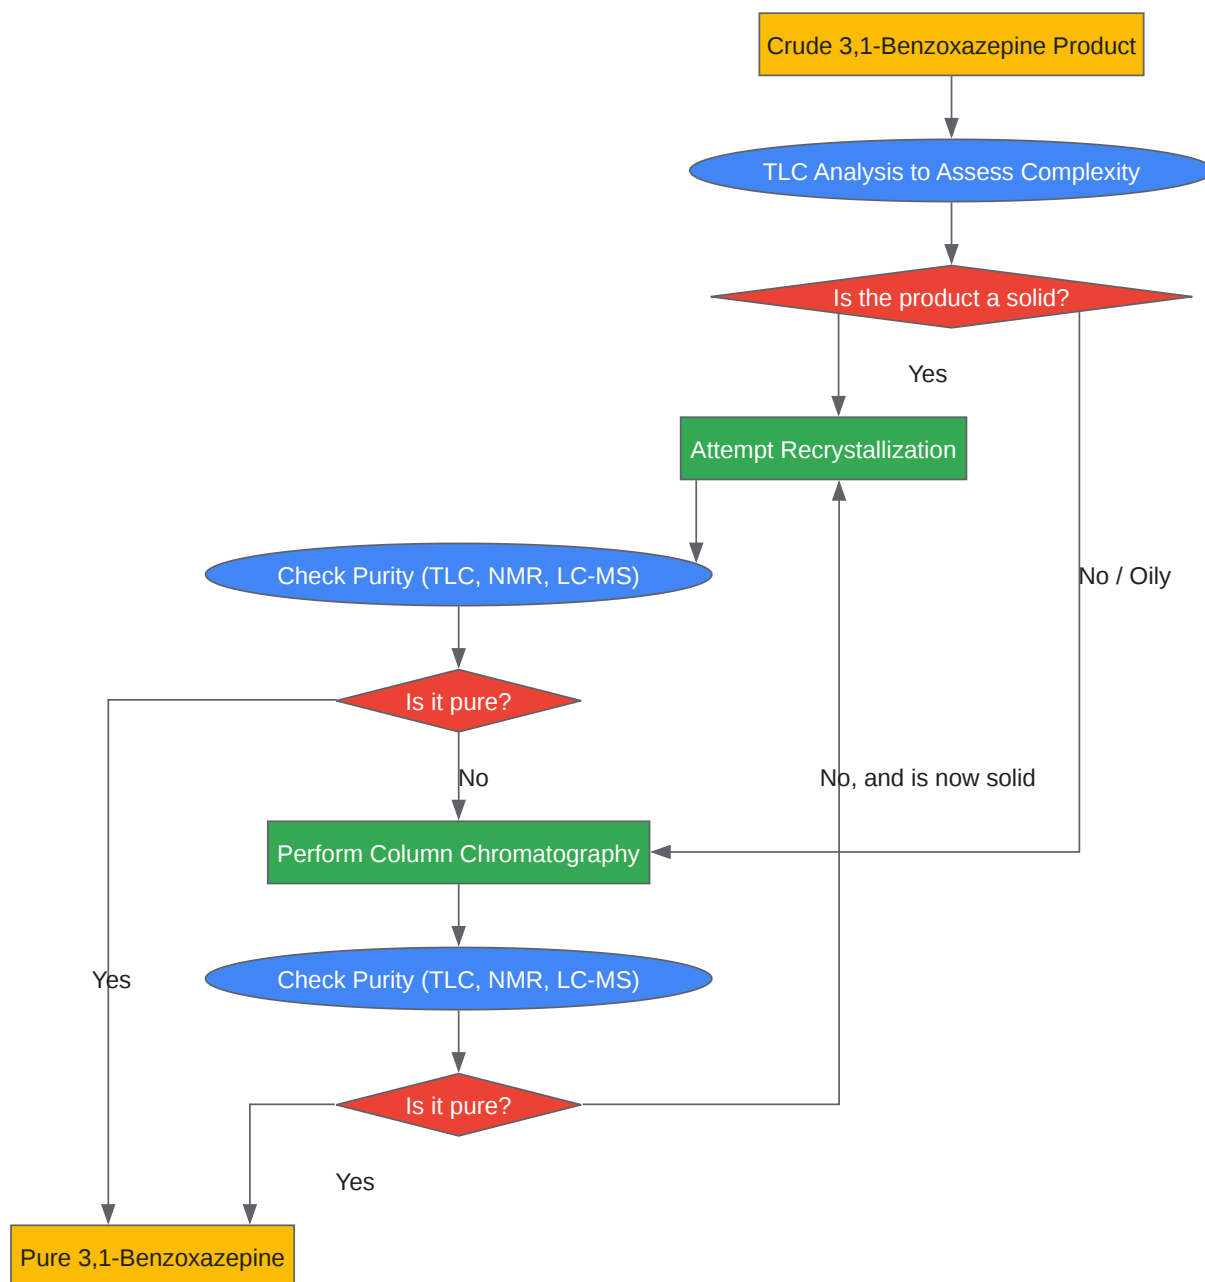 Crude 3,1-Benzoxazepine Product
TLC Analysis to Assess Complexity
Is the product a solid?
Yes
Attempt Recrystallization
Check Purity (TLC, NMR, LC-MS)
No / Oily
Is it pure?
No
No, and is now solid
Perform Column Chromatography
Check Purity (TLC, NMR, LC-MS)
Yes
Is it pure?
Yes
Pure 3,1-Benzoxazepine